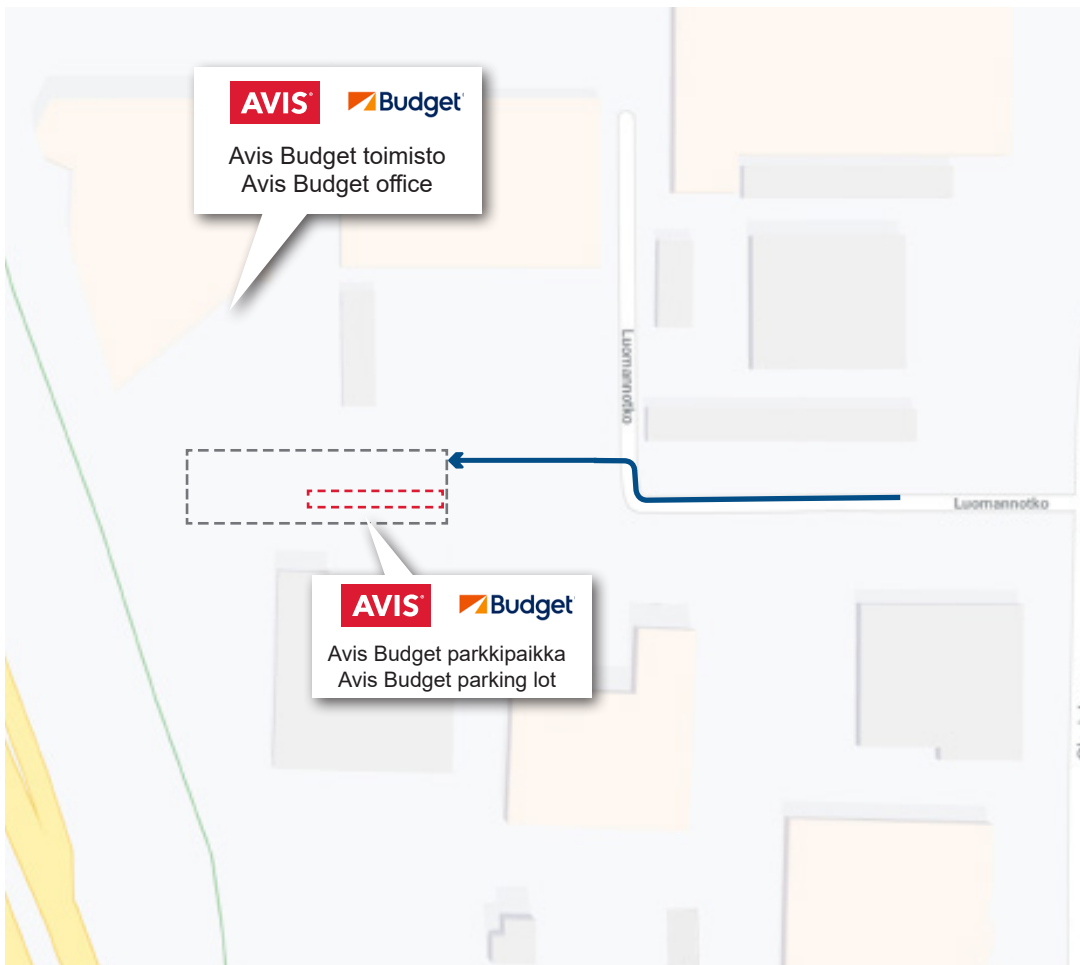 AVIS Budget
Avis Budget toimisto
Avis Budget office
Luomannotko
Luomannotko
AVIS Budget
Avis Budget parkkipaikka
Avis Budget parking lot